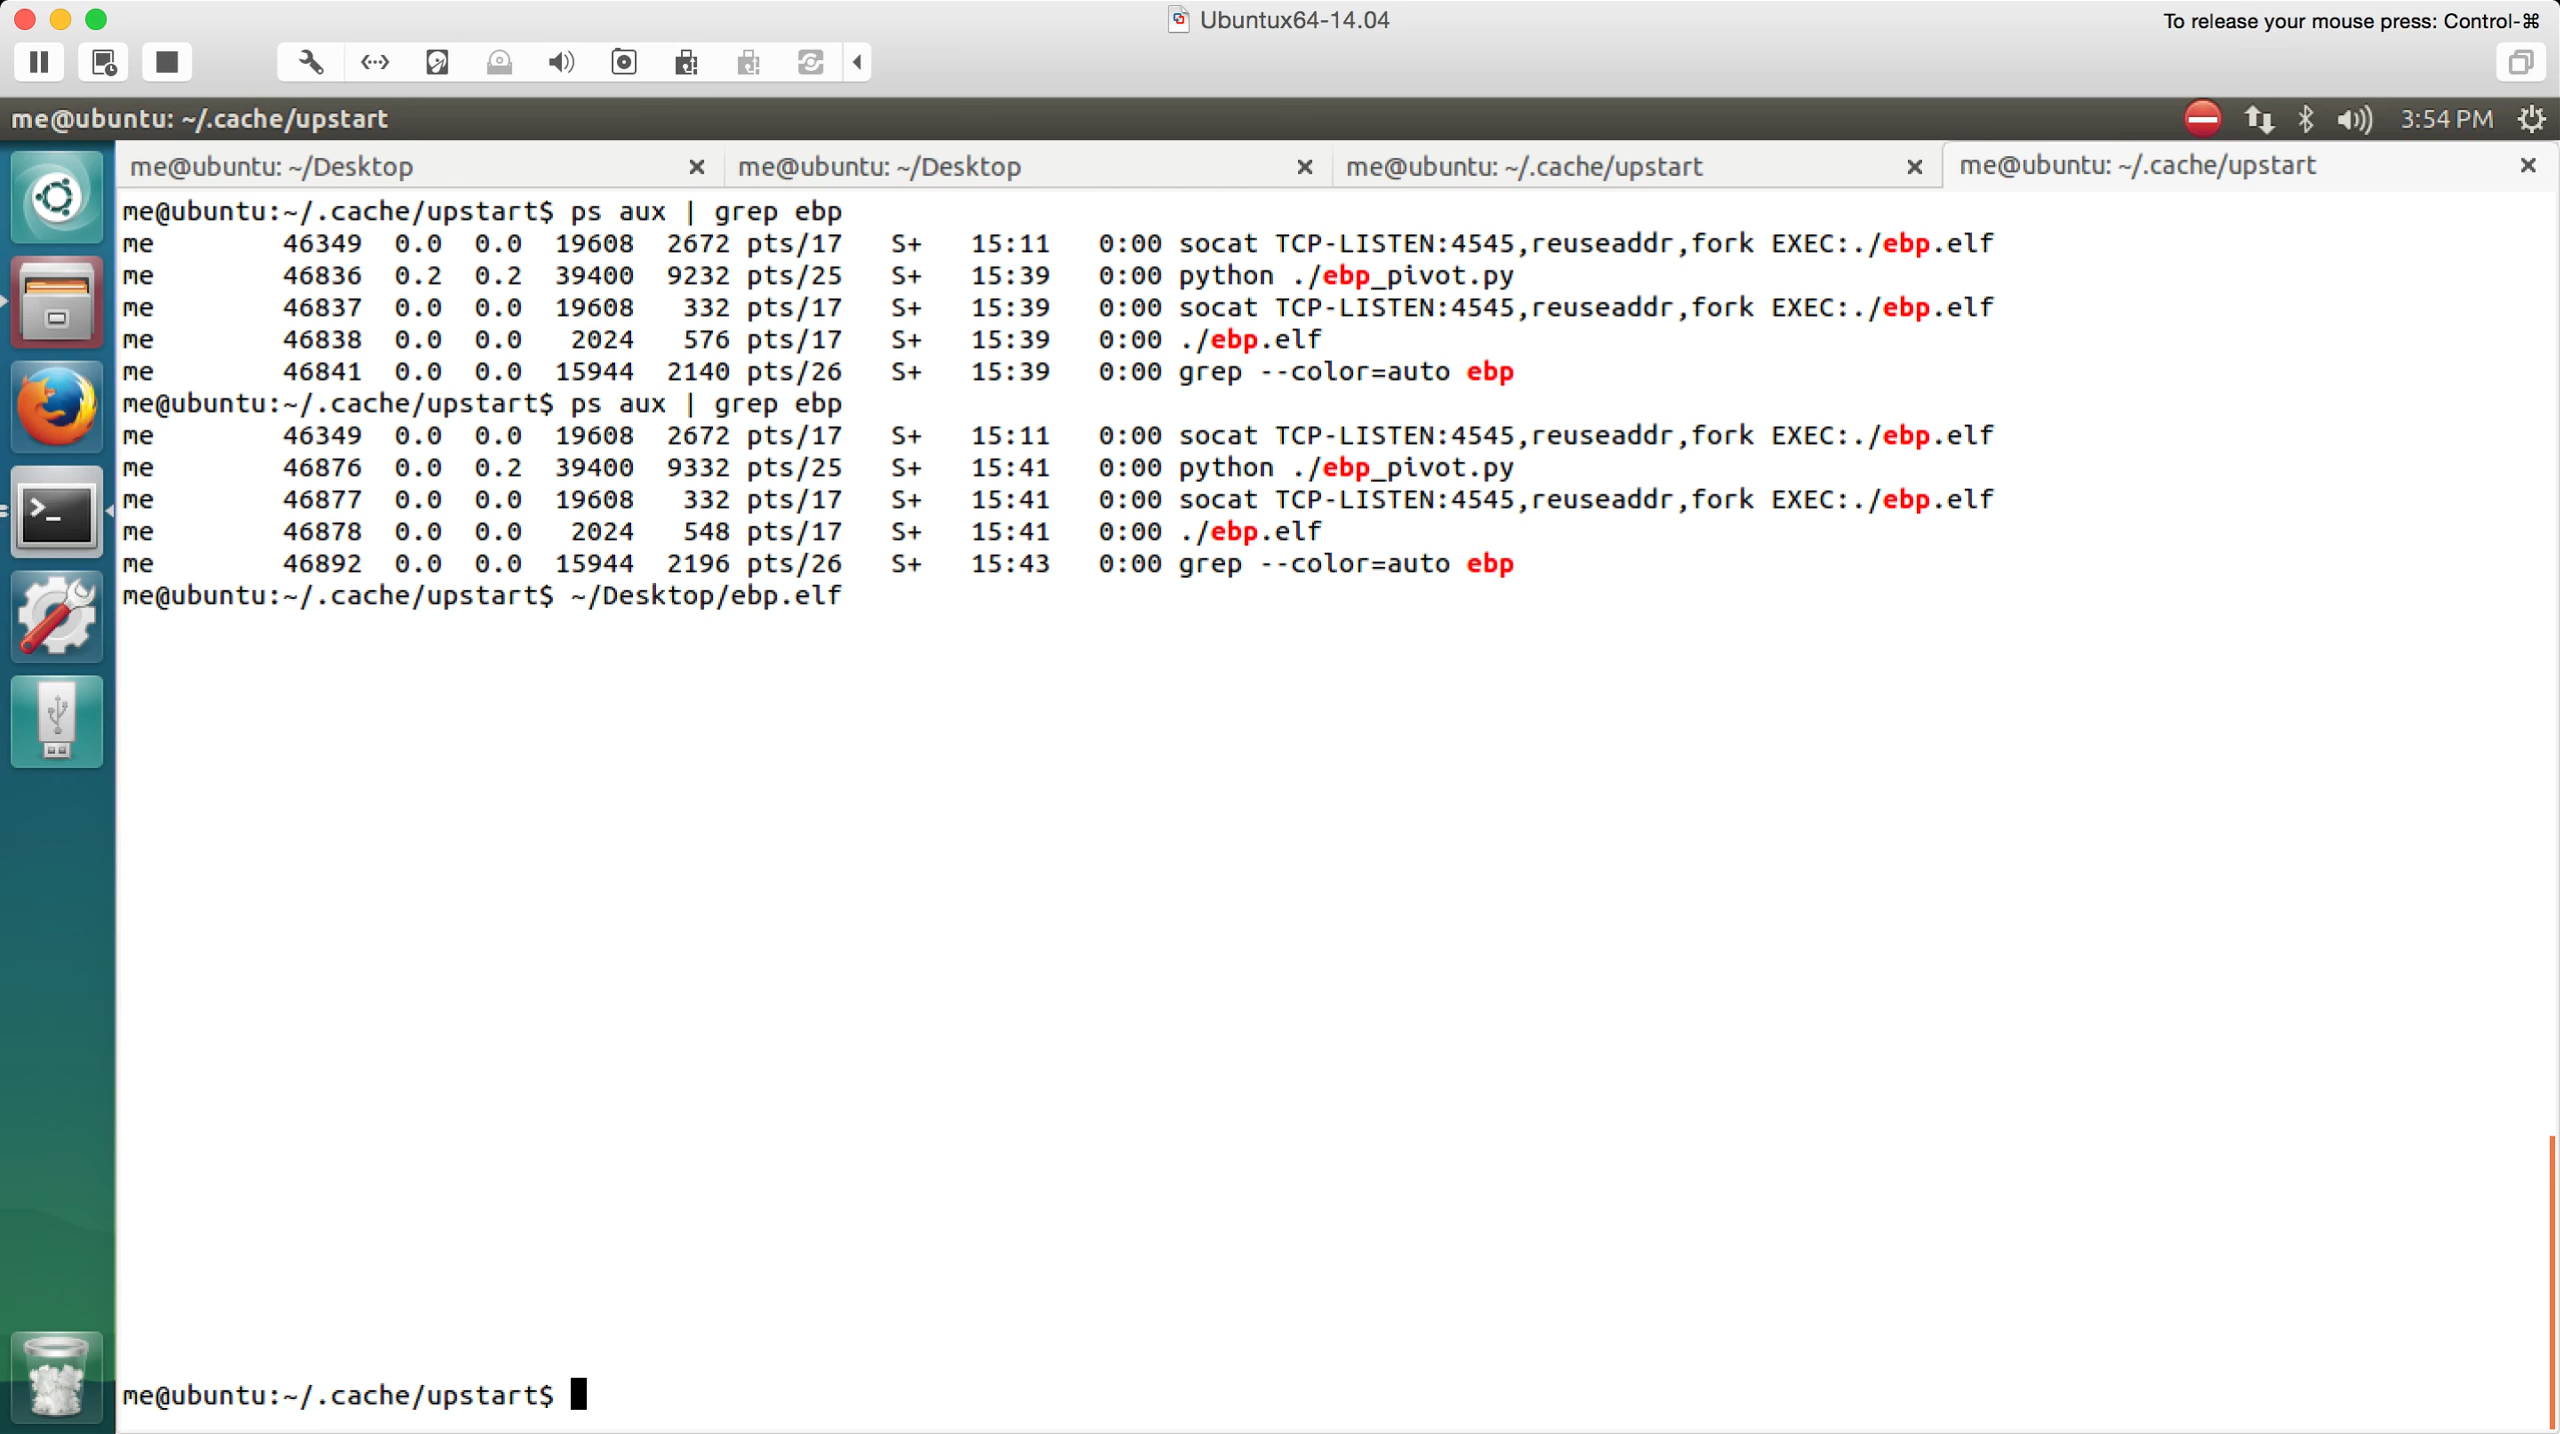 Ubuntux64-14.04
To release your mouse press: Control-⌘
me@ubuntu: ~/.cache/upstart
3:54 PM
me@ubuntu: ~/Desktop
me@ubuntu: ~/Desktop
me@ubuntu: ~/.cache/upstart
me@ubuntu: ~/.cache/upstart
me@ubuntu:~/.cache/upstart$ ps aux | grep ebp
me        46349  0.0  0.0  19608  2672 pts/17   S+   15:11   0:00 socat TCP-LISTEN:4545,reuseaddr,fork EXEC:./ebp.elf
me        46836  0.2  0.2  39400  9232 pts/25   S+   15:39   0:00 python ./ebp_pivot.py
me        46837  0.0  0.0  19608   332 pts/17   S+   15:39   0:00 socat TCP-LISTEN:4545,reuseaddr,fork EXEC:./ebp.elf
me        46838  0.0  0.0   2024   576 pts/17   S+   15:39   0:00 ./ebp.elf
me        46841  0.0  0.0  15944  2140 pts/26   S+   15:39   0:00 grep --color=auto ebp
me@ubuntu:~/.cache/upstart$ ps aux | grep ebp
me        46349  0.0  0.0  19608  2672 pts/17   S+   15:11   0:00 socat TCP-LISTEN:4545,reuseaddr,fork EXEC:./ebp.elf
me        46876  0.0  0.2  39400  9332 pts/25   S+   15:41   0:00 python ./ebp_pivot.py
me        46877  0.0  0.0  19608   332 pts/17   S+   15:41   0:00 socat TCP-LISTEN:4545,reuseaddr,fork EXEC:./ebp.elf
me        46878  0.0  0.0   2024   548 pts/17   S+   15:41   0:00 ./ebp.elf
me        46892  0.0  0.0  15944  2196 pts/26   S+   15:43   0:00 grep --color=auto ebp
me@ubuntu:~/.cache/upstart$ ~/Desktop/ebp.elf
me@ubuntu:~/.cache/upstart$